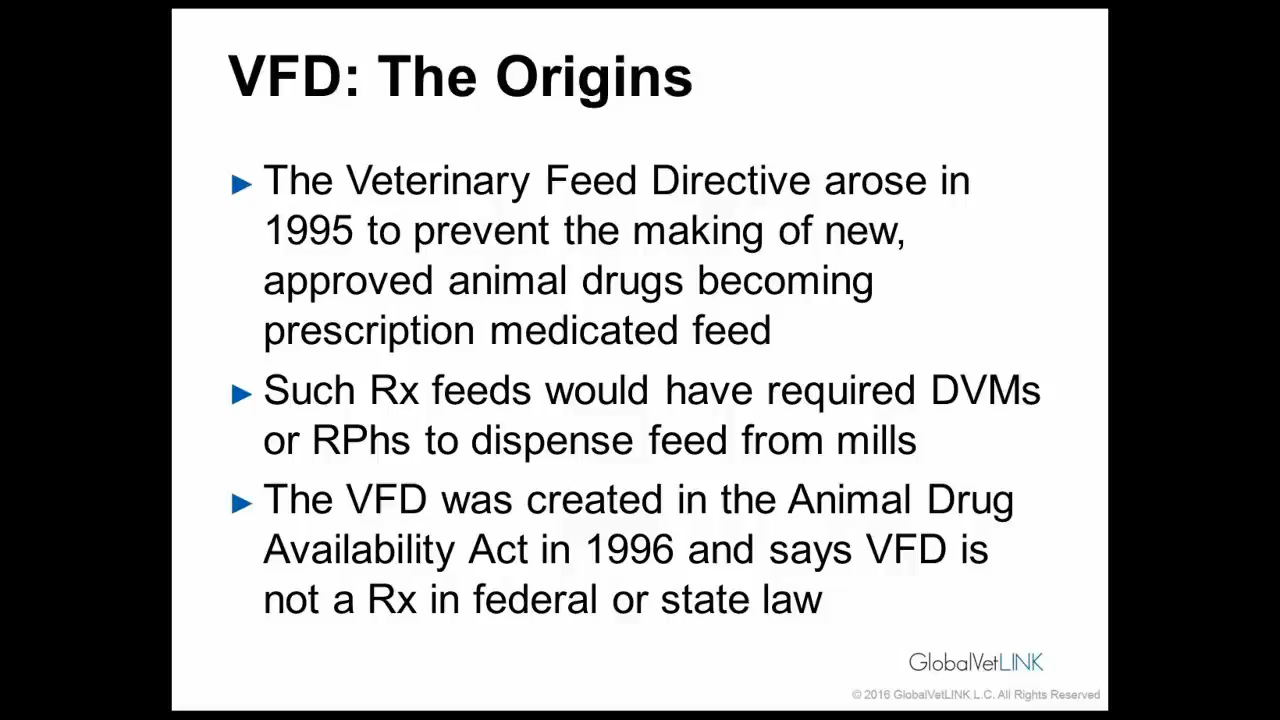 VFD: The Origins
► The Veterinary Feed Directive arose in
1995 to prevent the making of new,
approved animal drugs becoming
prescription medicated feed
► Such Rx feeds would have required DVMs
or RPhs to dispense feed from mills
► The VFD was created in the Animal Drug
Availability Act in 1996 and says VFD is
not a Rx in federal or state law
GlobalVetLINK
© 2016 GlobalVetLINK L.C. All Rights Reserved